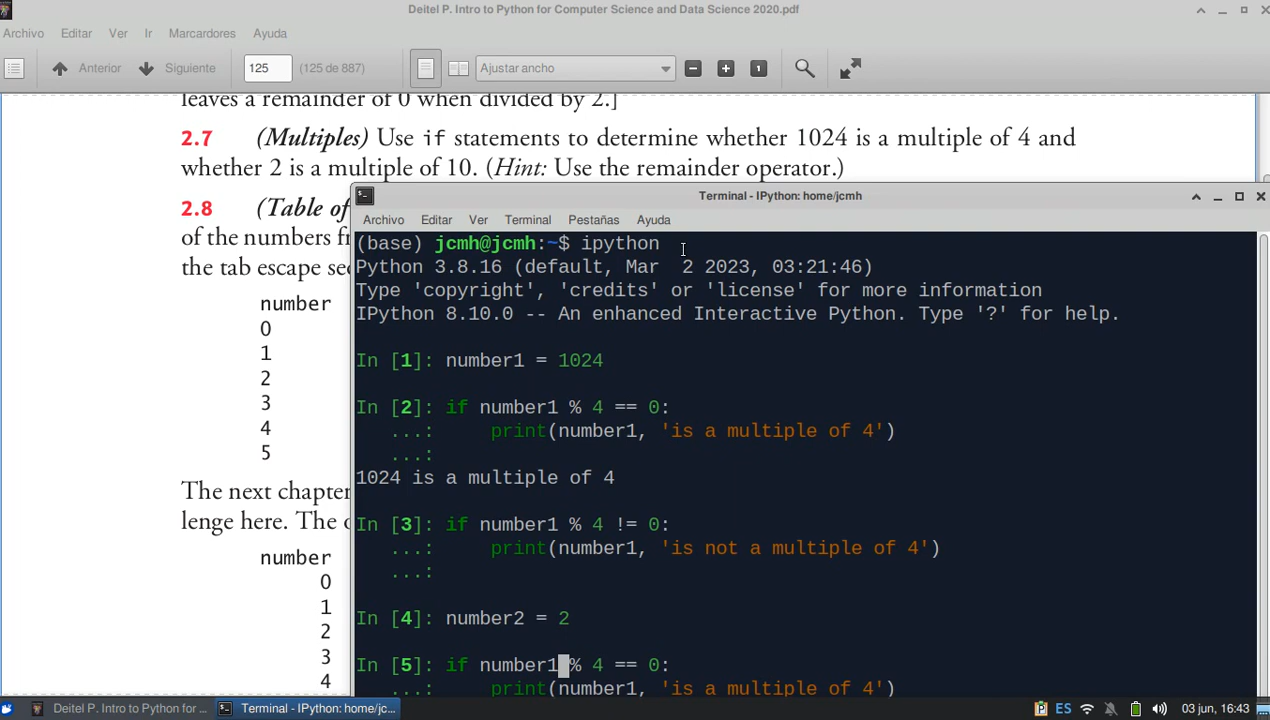 Deitel P. Intro to Python for Computer Science and Data Science 2020.pdf
Archivo Editar Ver Ir Marcardores Ayuda
Anterior Siguiente 125 (125 de 887) Ajustar ancho
leaves a remainder of 0 when divided by 2.]
2.7 (Multiples) Use if statements to determine whether 1024 is a multiple of 4 and
whether 2 is a multiple of 10. (Hint: Use the remainder operator.)
2.8 (Table of
of the numbers fr
the tab escape sec
number
0
1
2
3
4
5
The next chapter
lenge here. The o
number
0
1
2
3
4
Terminal - IPython: home/jcmh
Archivo Editar Ver Terminal Pestañas Ayuda
(base) jcmh@jcmh:~$ ipython
Python 3.8.16 (default, Mar  2 2023, 03:21:46)
Type 'copyright', 'credits' or 'license' for more information
IPython 8.10.0 -- An enhanced Interactive Python. Type '?' for help.
In [1]: number1 = 1024
In [2]: if number1 % 4 == 0:
   ...:     print(number1, 'is a multiple of 4')
   ...:
1024 is a multiple of 4
In [3]: if number1 % 4 != 0:
   ...:     print(number1, 'is not a multiple of 4')
   ...:
In [4]: number2 = 2
In [5]: if number1 % 4 == 0:
   ...:     print(number1, 'is a multiple of 4')
Deitel P. Intro to Python for ... Terminal - IPython: home/jc... ES 03 jun, 16:43